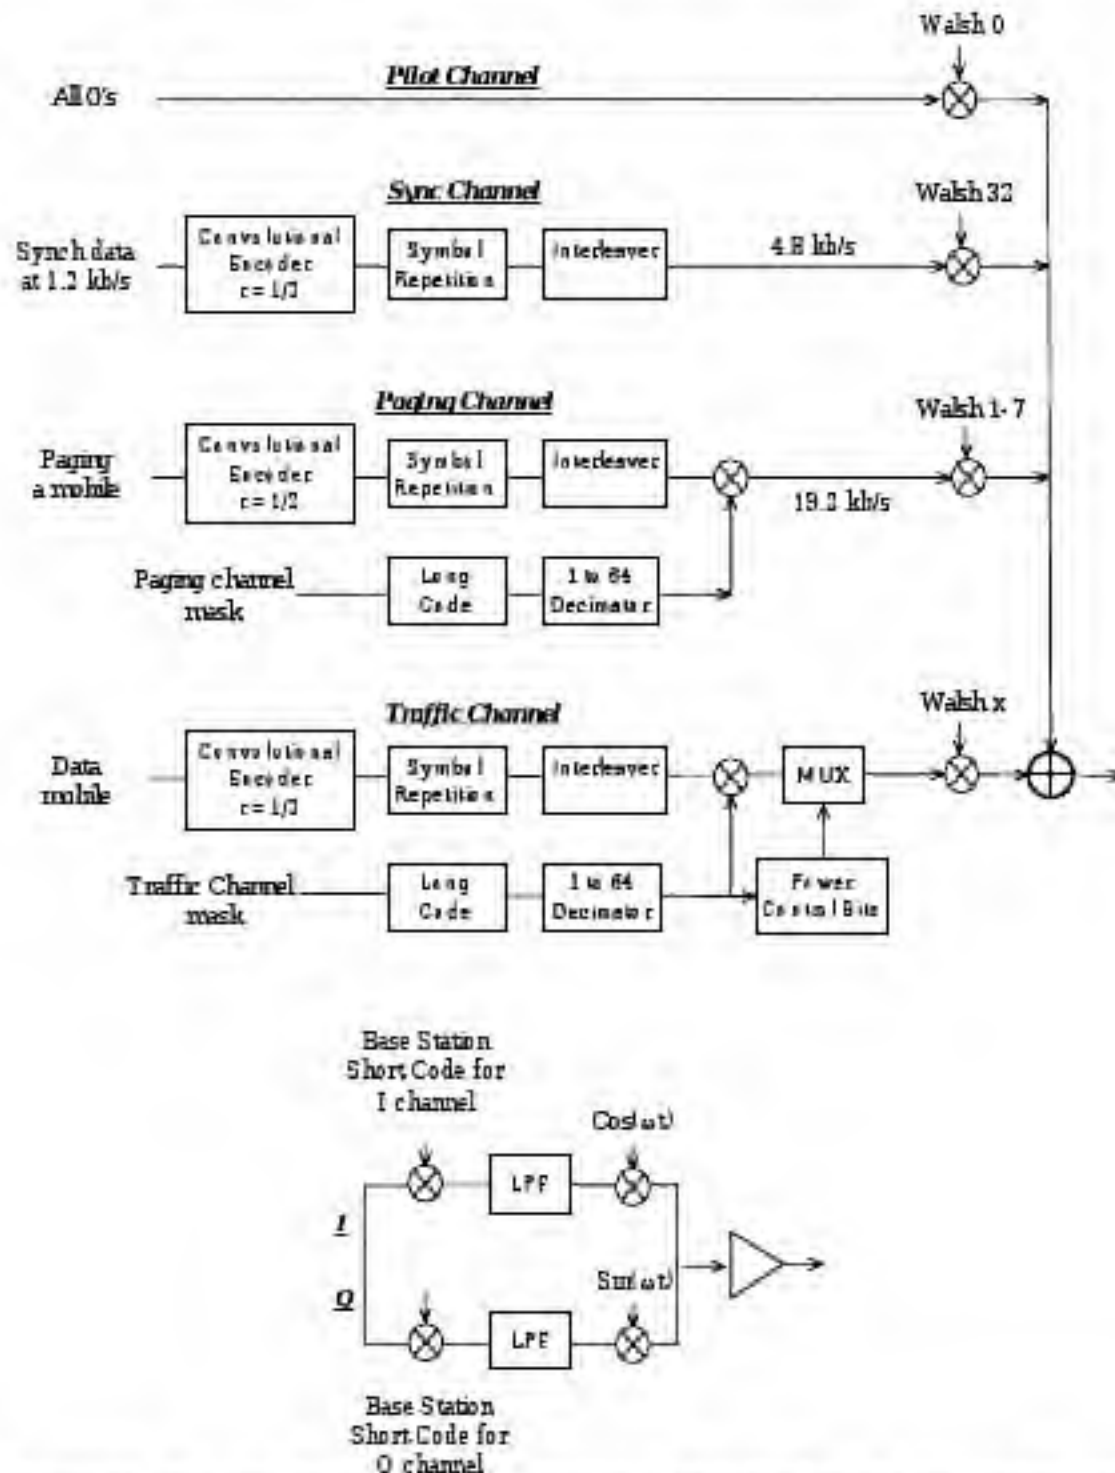 Walsh 0
Pilot Channel
All 0's
Sync Channel
Walsh 32
Synch data
at 1.2 kb/s
Convolutional
Encoder
r = 1/2
Symbol
Repetition
Interleaver
4.8 kb/s
Paging Channel
Walsh 1-7
Paging
a mobile
Convolutional
Encoder
r = 1/2
Symbol
Repetition
Interleaver
19.2 kb/s
Paging channel
mask
Long
Code
1 to 64
Decimator
Traffic Channel
Walsh x
Data
mobile
Convolutional
Encoder
r = 1/2
Symbol
Repetition
Interleaver
MUX
Traffic Channel
mask
Long
Code
1 to 64
Decimator
Power
Control Bits
Base Station
Short Code for
I channel
Cos(ωt)
LPF
I
Sin(ωt)
Q
LPF
Base Station
Short Code for
Q channel